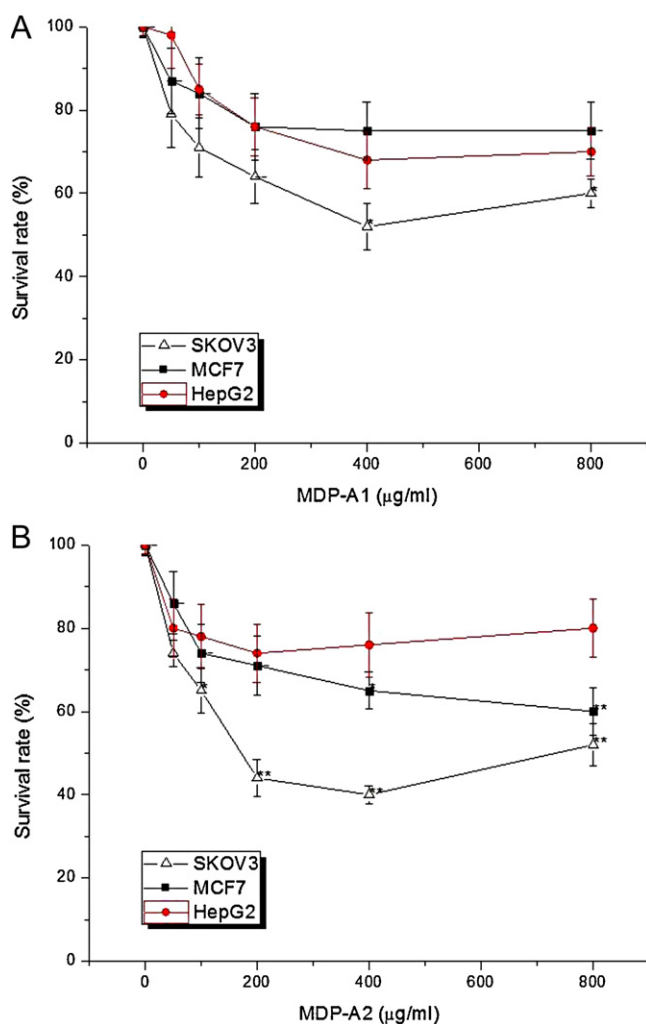 A
100
80
60
40
20
0
Survival rate (%)
*
*
SKOV3
MCF7
HepG2
0 200 400 600 800
MDP-A1 (μg/ml)
B
100
80
60
40
20
0
Survival rate (%)
*
**
**
*
**
**
SKOV3
MCF7
HepG2
0 200 400 600 800
MDP-A2 (μg/ml)